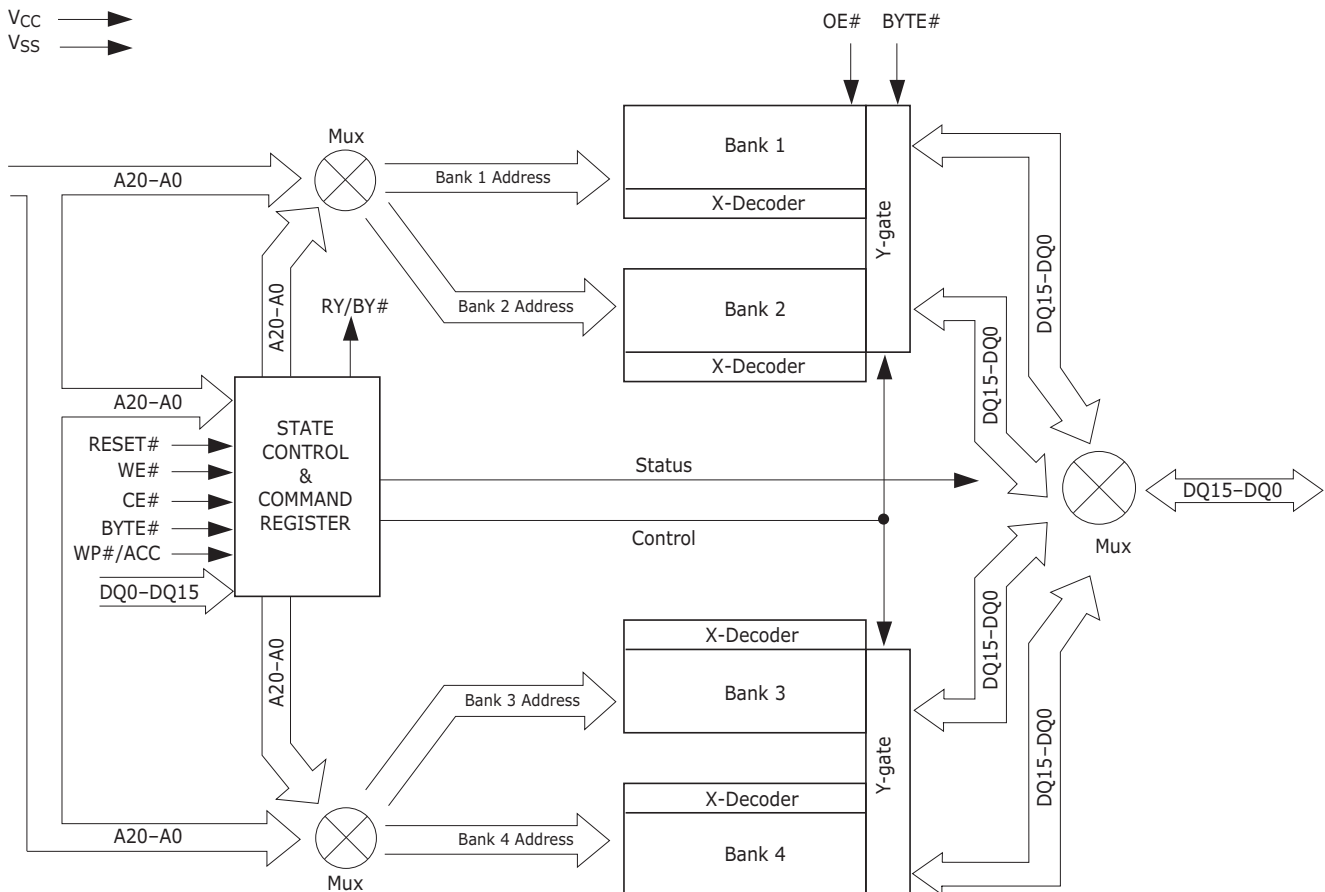 VCC
VSS
OE# BYTE#
Mux
A20–A0
Bank 1 Address
Bank 1
X-Decoder
Y-gate
DQ15–DQ0
A20–A0
RY/BY#
Bank 2 Address
Bank 2
X-Decoder
DQ15–DQ0
A20–A0
RESET#
WE#
CE#
BYTE#
WP#/ACC
DQ0–DQ15
STATE
CONTROL
&
COMMAND
REGISTER
Status
Control
DQ15–DQ0
Mux
A20–A0
X-Decoder
Bank 3
Bank 3 Address
Y-gate
DQ15–DQ0
DQ15–DQ0
X-Decoder
Bank 4
Bank 4 Address
A20–A0
Mux